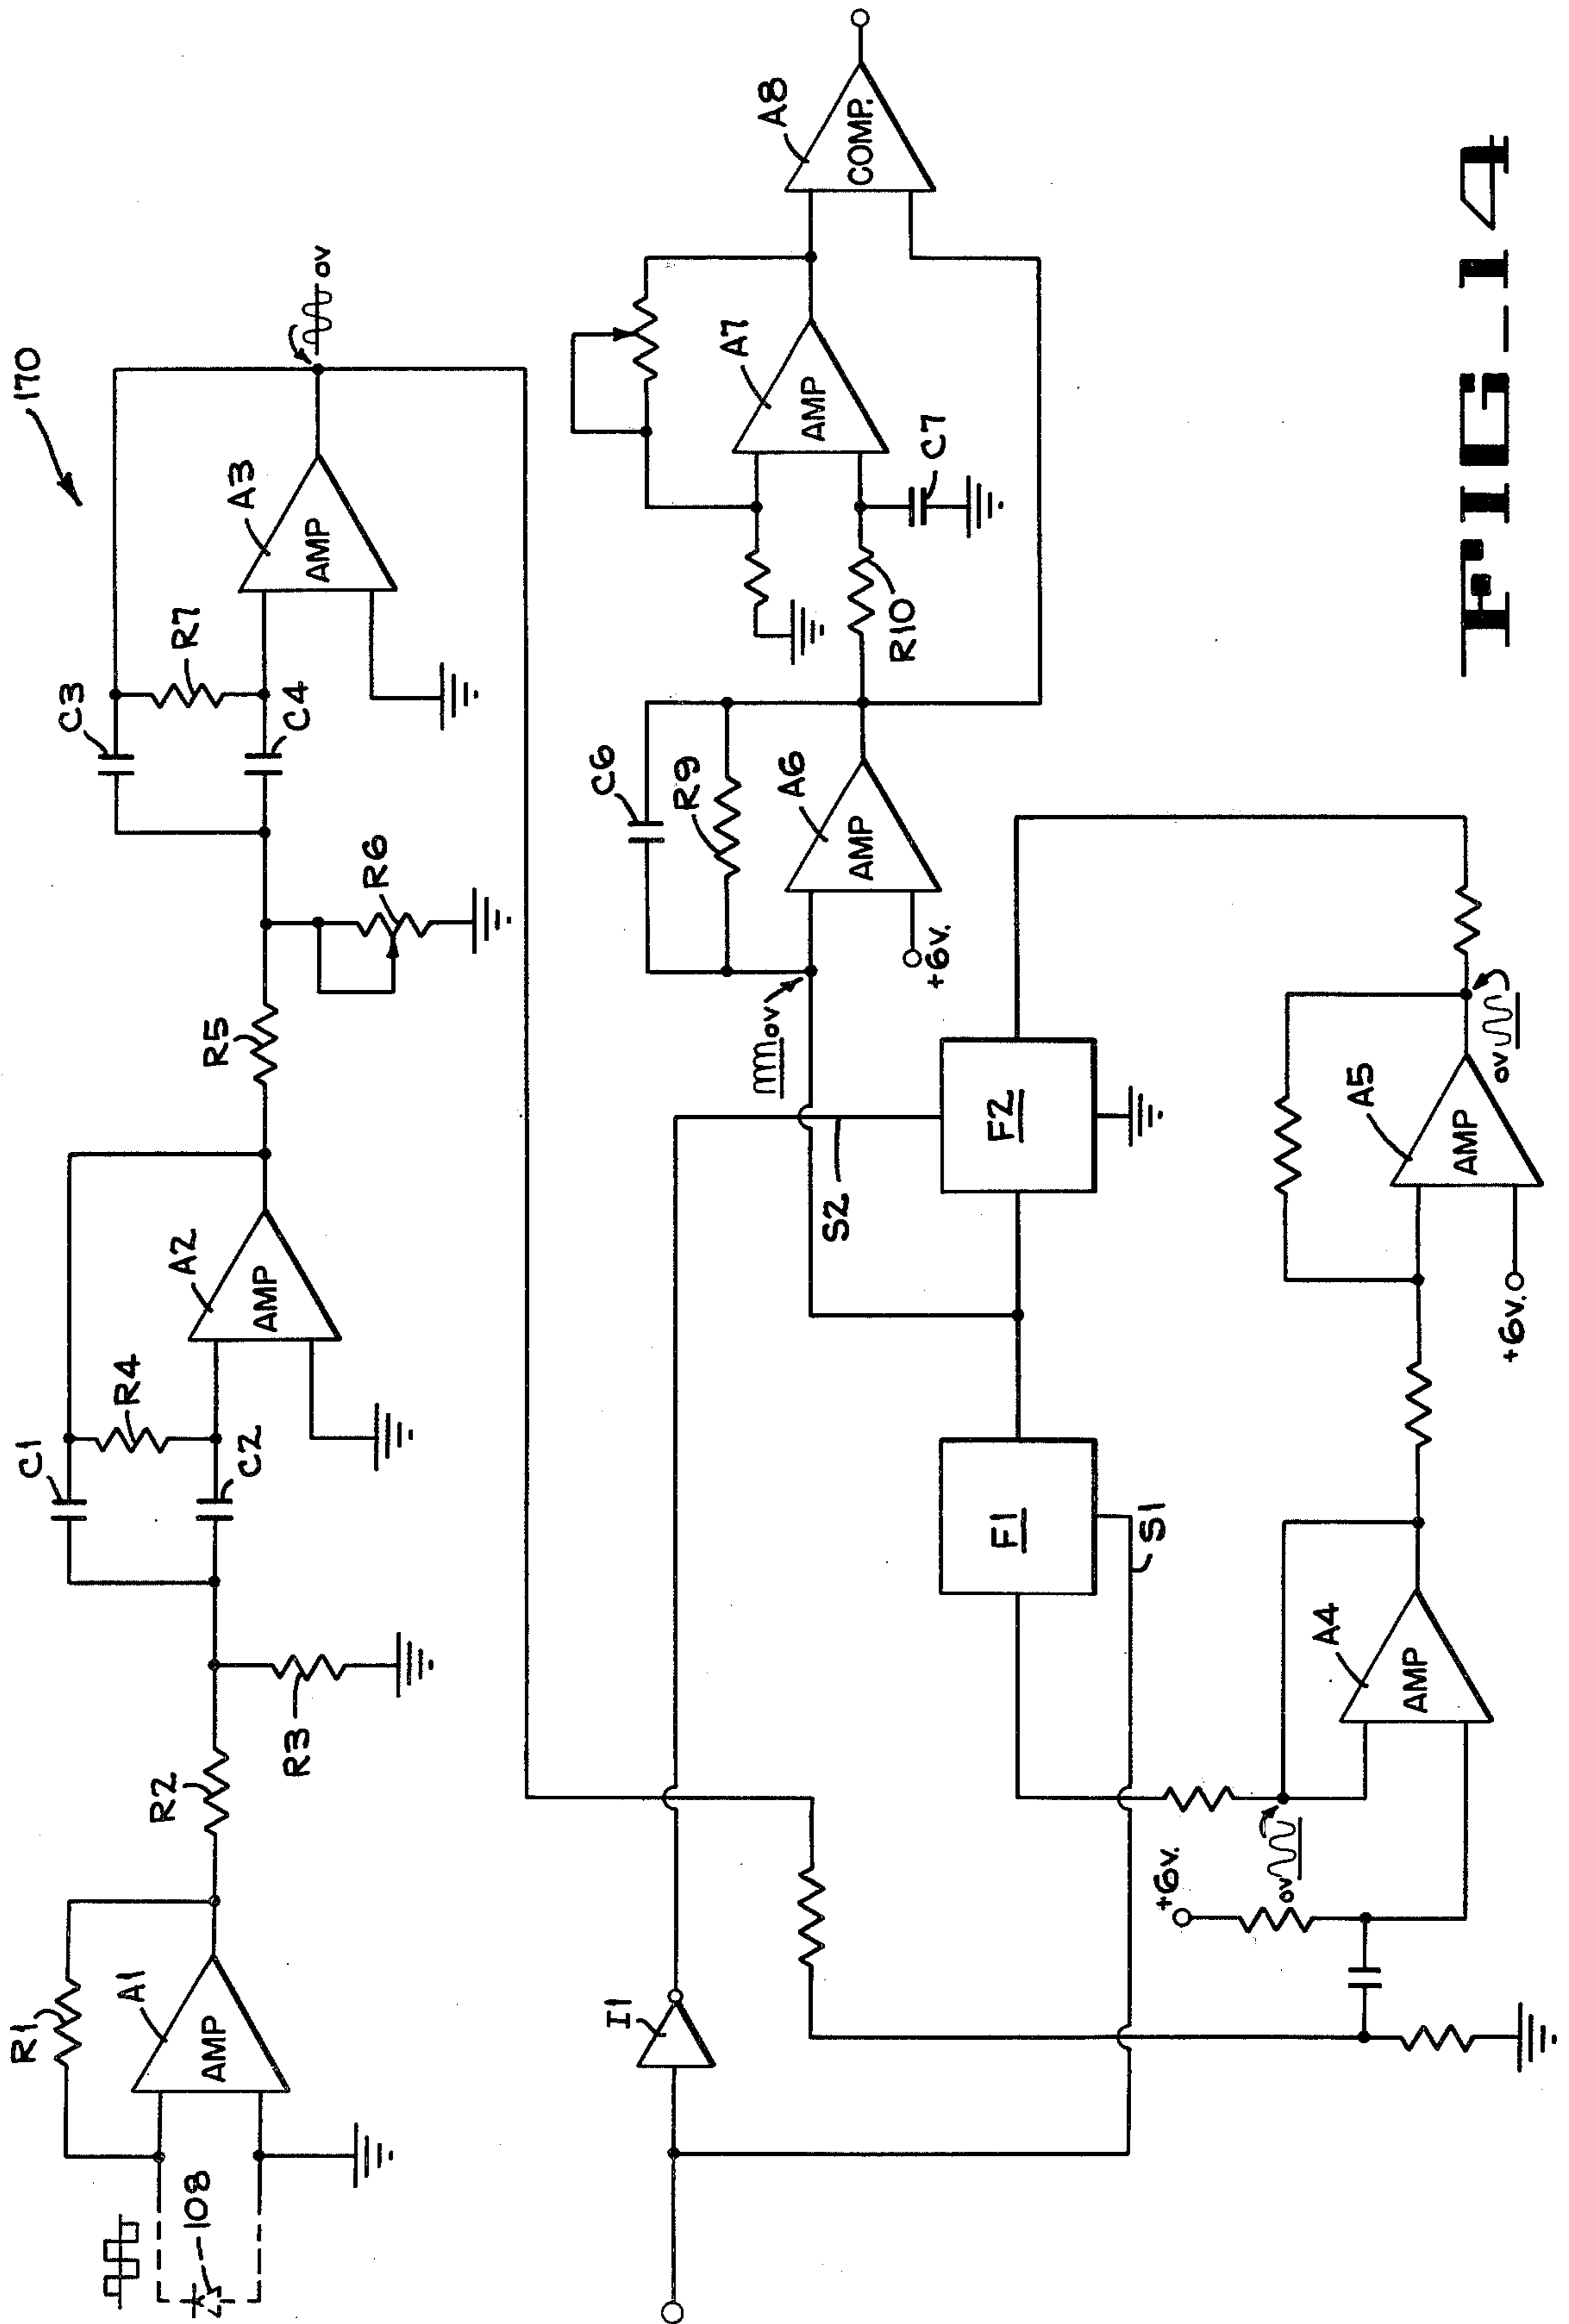 170
R1
A1
AMP
108
R2
R3
C1
R4
C2
A2
AMP
R5
R6
C3
R7
C4
A3
AMP
0V
I1
S2
S1
F1
F2
0V
C6
R9
A6
AMP
+6V.
R10
C7
A7
AMP
A8
COMP.
+6V.
0V
A4
AMP
A5
AMP
+6V.
0V
FIG_14